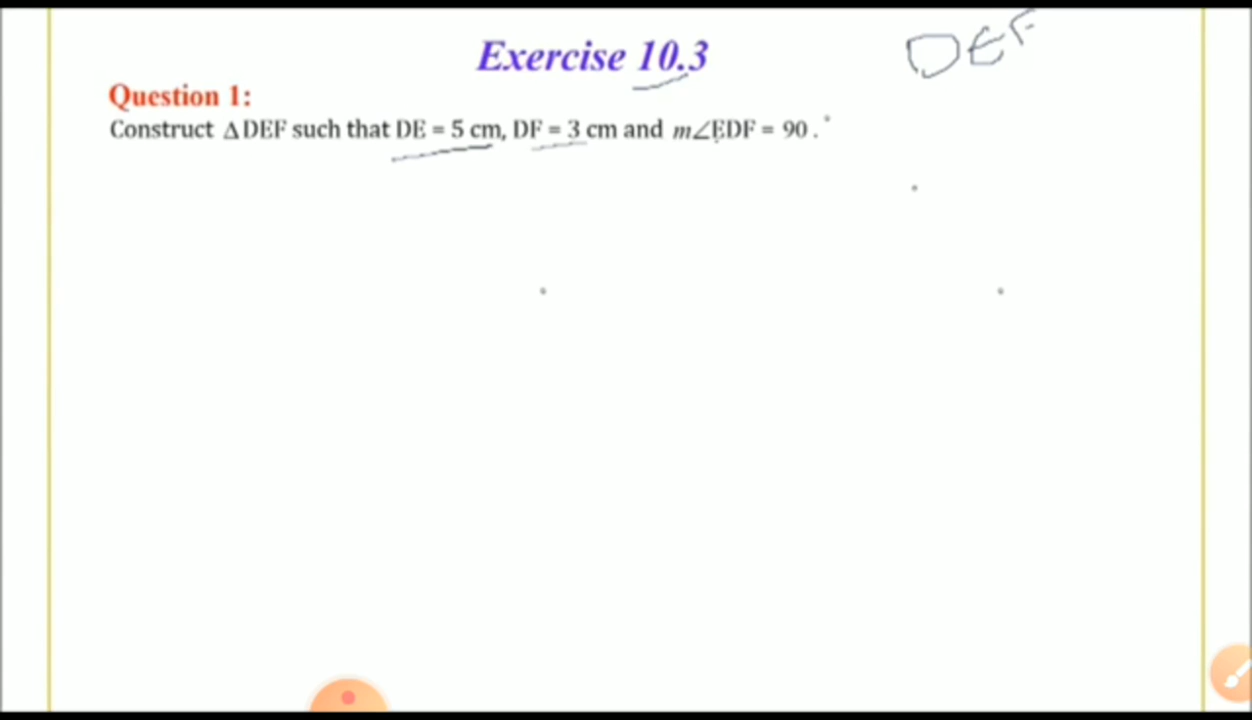 Exercise 10.3
DEF
Question 1:
Construct ΔDEF such that DE = 5 cm, DF = 3 cm and m∠EDF = 90 .°